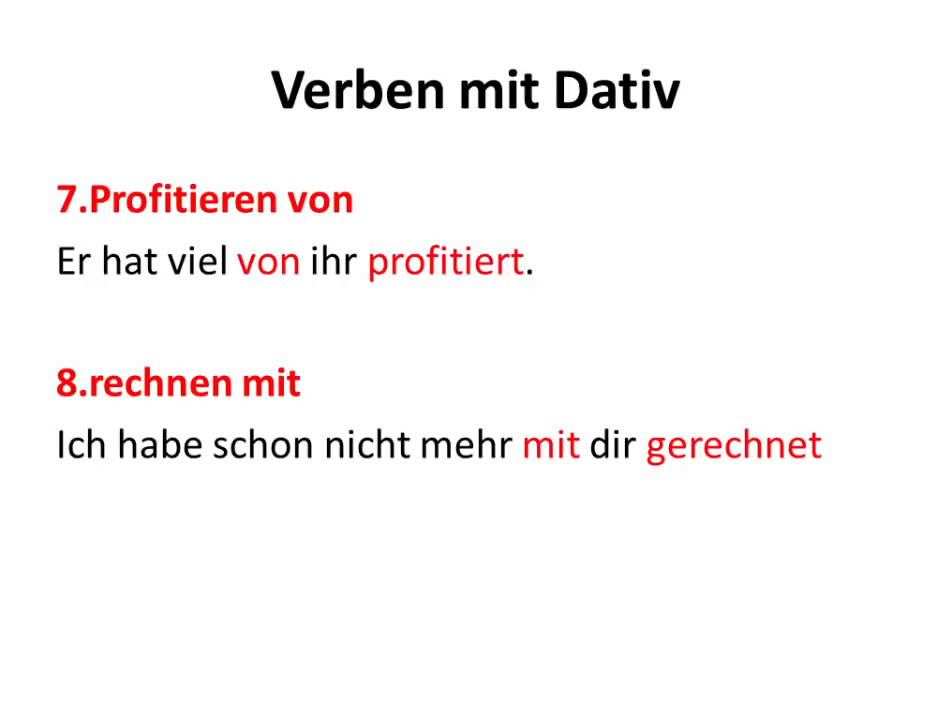 Verben mit Dativ
7.Profitieren von
Er hat viel von ihr profitiert.
8.rechnen mit
Ich habe schon nicht mehr mit dir gerechnet